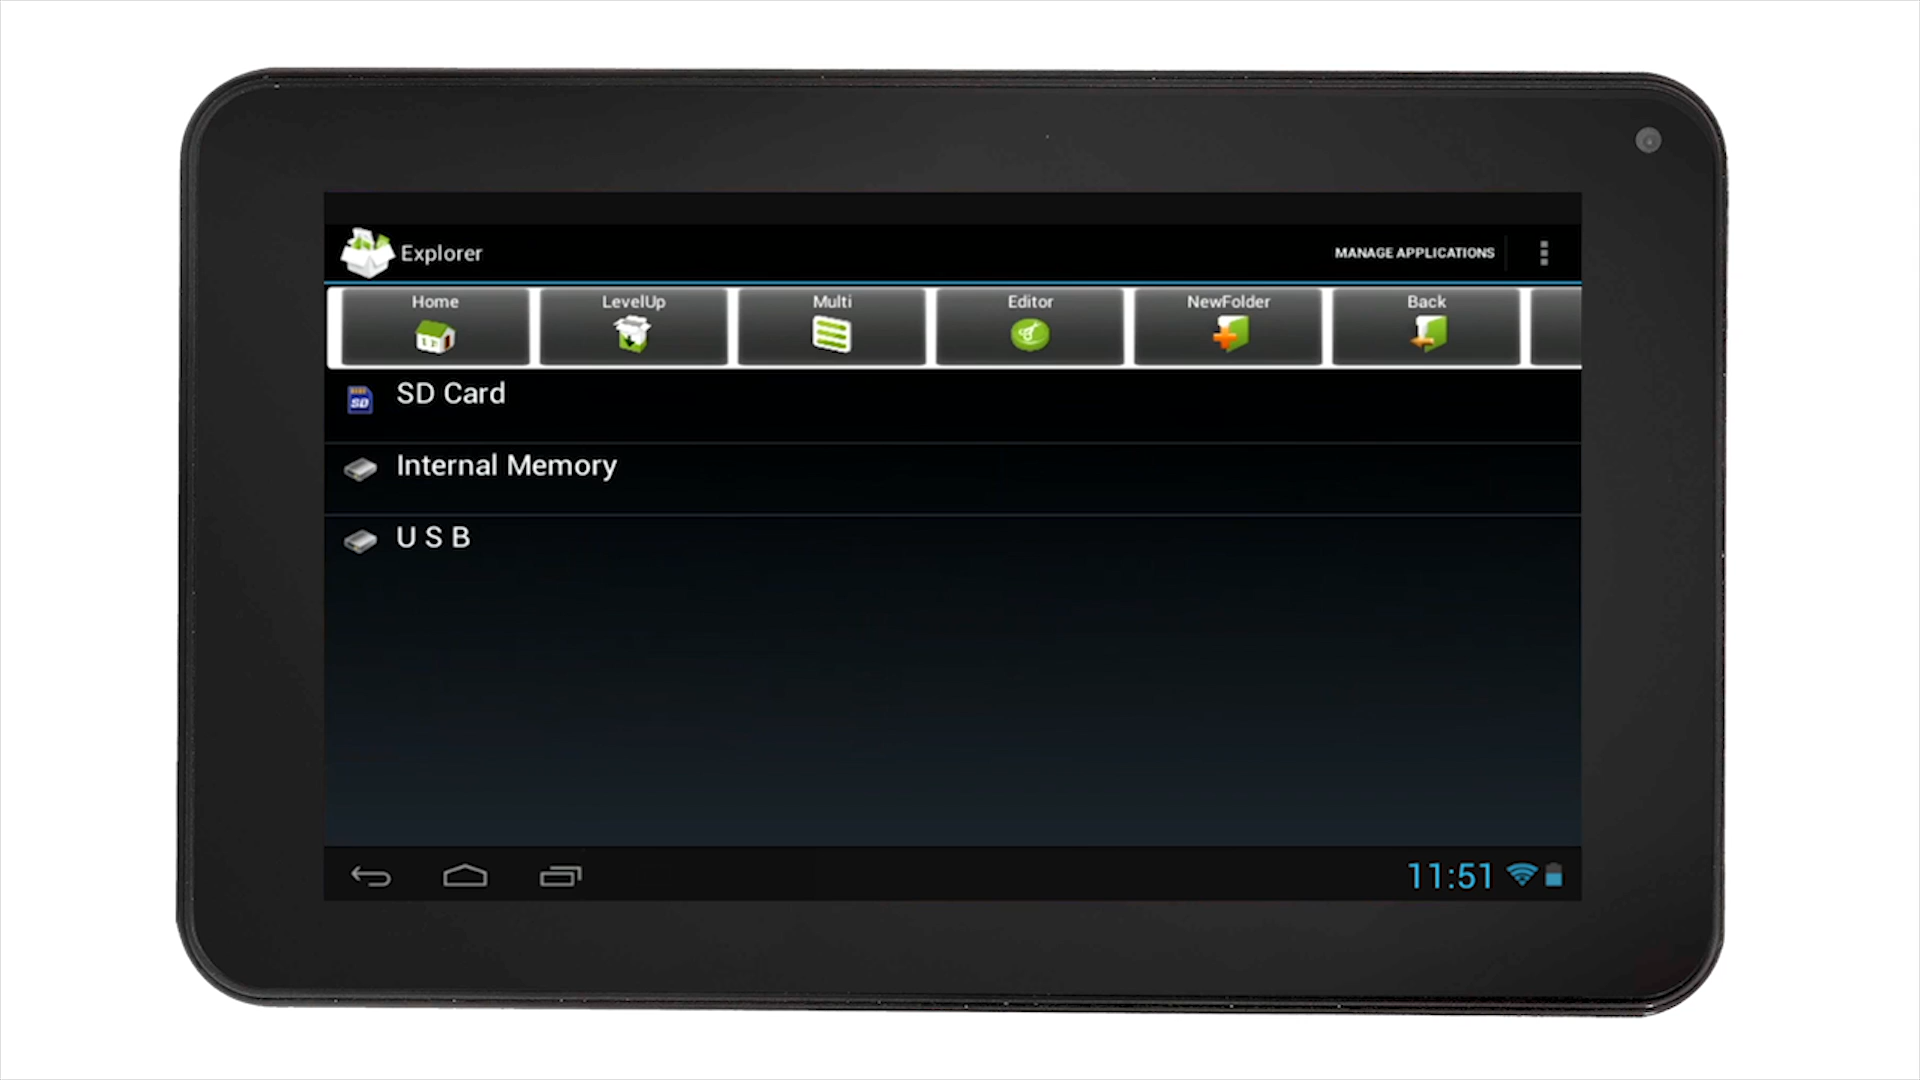 Explorer MANAGE APPLICATIONS
Home LevelUp Multi Editor NewFolder Back
SD Card
Internal Memory
U S B
11:51